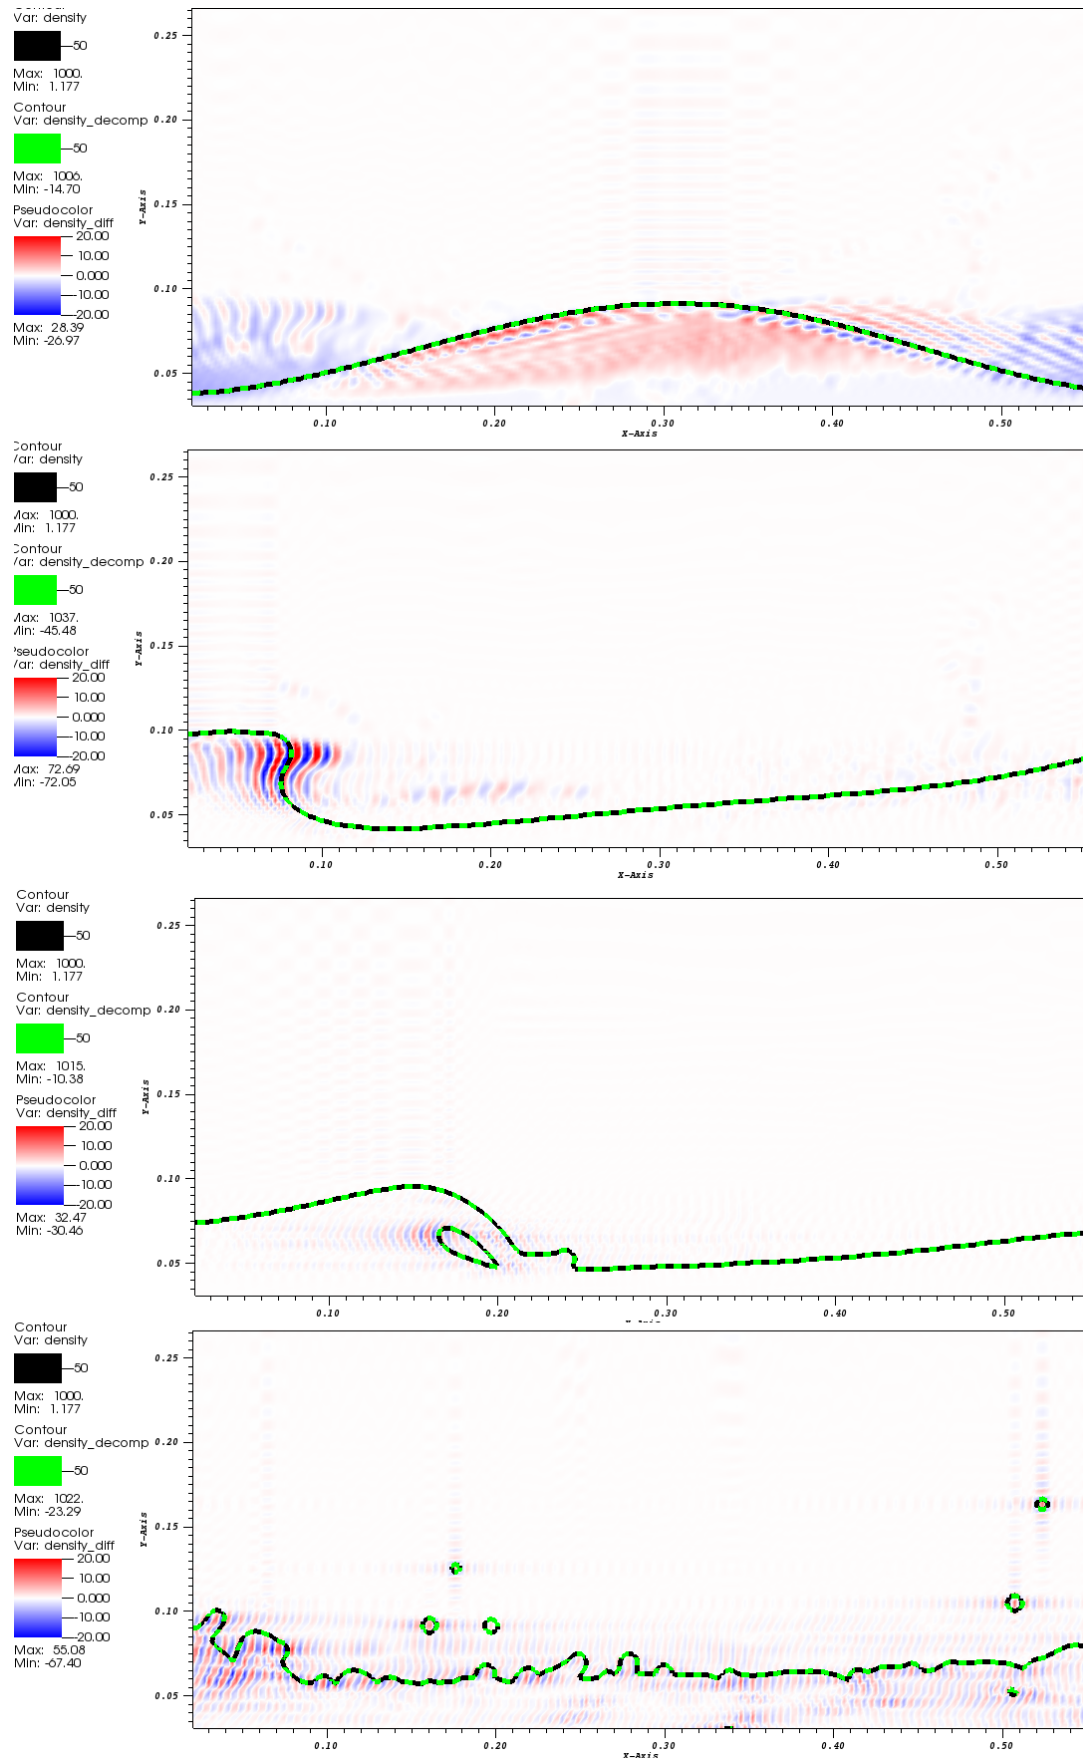 Contour
Var: density
50
Max: 1000.
Min: 1.177
Contour
Var: density_decomp
50
Max: 1006.
Min: -14.70
Pseudocolor
Var: density_diff
20.00
10.00
0.000
-10.00
-20.00
Max: 28.39
Min: -26.97
Y-Axis
0.25
0.20
0.15
0.10
0.05
0.10
0.20
0.30
0.40
0.50
X-Axis
Contour
Var: density
50
Max: 1000.
Min: 1.177
Contour
Var: density_decomp
50
Max: 1037.
Min: -45.48
Pseudocolor
Var: density_diff
20.00
10.00
0.000
-10.00
-20.00
Max: 72.69
Min: -72.05
Y-Axis
0.25
0.20
0.15
0.10
0.05
0.10
0.20
0.30
0.40
0.50
X-Axis
Contour
Var: density
50
Max: 1000.
Min: 1.177
Contour
Var: density_decomp
50
Max: 1015.
Min: -10.38
Pseudocolor
Var: density_diff
20.00
10.00
0.000
-10.00
-20.00
Max: 32.47
Min: -30.46
Y-Axis
0.25
0.20
0.15
0.10
0.05
0.10
0.20
0.30
0.40
0.50
Contour
Var: density
50
Max: 1000.
Min: 1.177
Contour
Var: density_decomp
50
Max: 1022.
Min: -23.29
Pseudocolor
Var: density_diff
20.00
10.00
0.000
-10.00
-20.00
Max: 55.08
Min: -67.40
Y-Axis
0.25
0.20
0.15
0.10
0.05
0.10
0.20
0.30
0.40
0.50
X-Axis